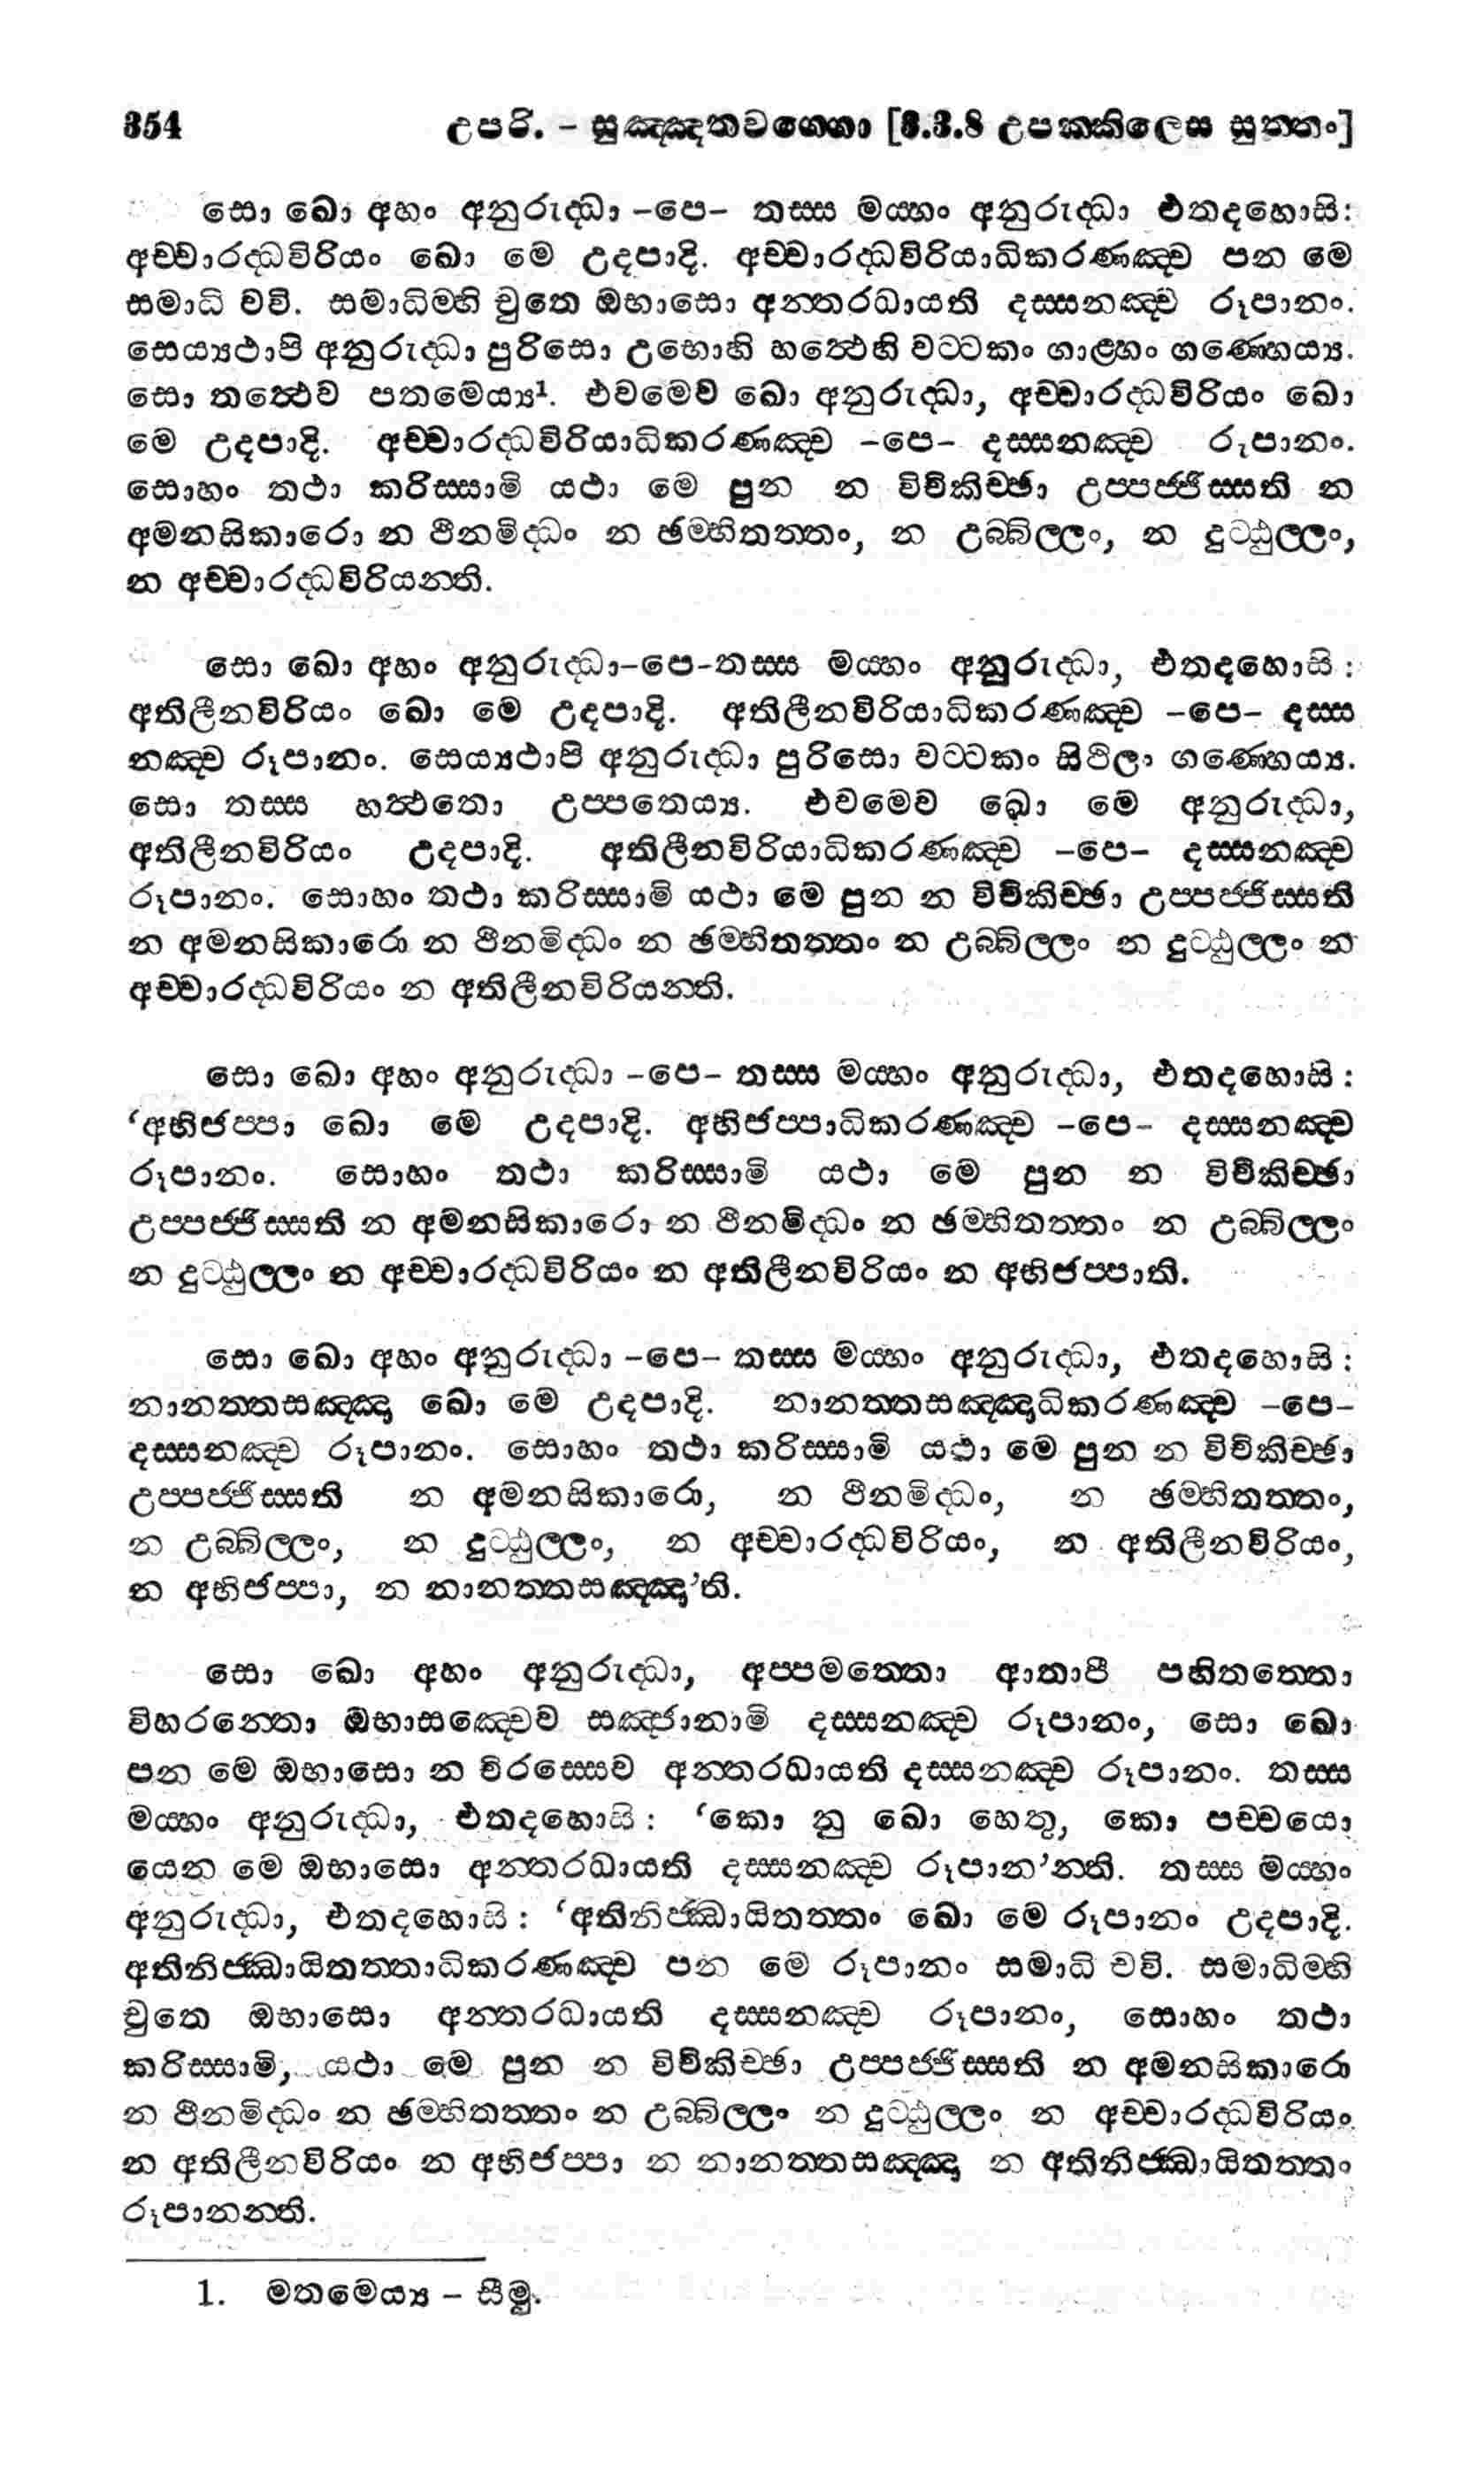 354 උපරි. - සුඤ්ඤතවග්ගො [3.3.8 උපක්කිලෙස සුත්තං]
සො ඛො අහං අනුරුද්ධා -පෙ- තස්ස මය්හං අනුරුද්ධා එතදහොසි:
අච්චාරද්ධවිරියං ඛො මෙ උදපාදි. අච්චාරද්ධවිරියාධිකරණඤ්ච පන මෙ
සමාධි චවි. සමාධිම්හි චුතෙ ඔභාසො අන්තරධායති දස්සනඤ්ච රූපානං.
සෙය්‍යථාපි අනුරුද්ධා පුරිසො උභොහි හත්ථෙහි වට්ටකං ගාළ්හං ගණ්හෙය්‍ය.
සො තත්ථෙව පතමෙය්‍ය¹. එවමෙව ඛො අනුරුද්ධා, අච්චාරද්ධවිරියං ඛො
මෙ උදපාදි. අච්චාරද්ධවිරියාධිකරණඤ්ච -පෙ- දස්සනඤ්ච රූපානං.
සොහං තථා කරිස්සාමි යථා මෙ පුන න විචිකිච්ඡා උප්පජ්ජිස්සති න
අමනසිකාරො න ථීනමිද්ධං න ඡම්භිතත්තං, න උබ්බිල්ලං, න දුට්ඨුල්ලං,
න අච්චාරද්ධවිරියන්ති.
සො ඛො අහං අනුරුද්ධා-පෙ-තස්ස මය්හං අනුරුද්ධා, එතදහොසි:
අතිලීනවිරියං ඛො මෙ උදපාදි. අතිලීනවිරියාධිකරණඤ්ච -පෙ- දස්ස
නඤ්ච රූපානං. සෙය්‍යථාපි අනුරුද්ධා පුරිසො වට්ටකං සිථිලං ගණ්හෙය්‍ය.
සො තස්ස හත්ථතො උප්පතෙය්‍ය. එවමෙව ඛො මෙ අනුරුද්ධා,
අතිලීනවිරියං උදපාදි. අතිලීනවිරියාධිකරණඤ්ච -පෙ- දස්සනඤ්ච
රූපානං. සොහං තථා කරිස්සාමි යථා මෙ පුන න විචිකිච්ඡා උප්පජ්ජිස්සති
න අමනසිකාරො න ථීනමිද්ධං න ඡම්භිතත්තං න උබ්බිල්ලං න දුට්ඨුල්ලං න
අච්චාරද්ධවිරියං න අතිලීනවිරියන්ති.
සො ඛො අහං අනුරුද්ධා -පෙ- තස්ස මය්හං අනුරුද්ධා, එතදහොසි:
‘අභිජප්පා ඛො මෙ උදපාදි. අභිජප්පාධිකරණඤ්ච -පෙ- දස්සනඤ්ච
රූපානං. සොහං තථා කරිස්සාමි යථා මෙ පුන න විචිකිච්ඡා
උප්පජ්ජිස්සති න අමනසිකාරො න ථීනමිද්ධං න ඡම්භිතත්තං න උබ්බිල්ලං
න දුට්ඨුල්ලං න අච්චාරද්ධවිරියං න අතිලීනවිරියං න අභිජප්පාති.
සො ඛො අහං අනුරුද්ධා -පෙ- තස්ස මය්හං අනුරුද්ධා, එතදහොසි:
නානත්තසඤ්ඤා ඛො මෙ උදපාදි. නානත්තසඤ්ඤාධිකරණඤ්ච -පෙ-
දස්සනඤ්ච රූපානං. සොහං තථා කරිස්සාමි යථා මෙ පුන න විචිකිච්ඡා
උප්පජ්ජිස්සති න අමනසිකාරො, න ථීනමිද්ධං, න ඡම්භිතත්තං,
න උබ්බිල්ලං, න දුට්ඨුල්ලං, න අච්චාරද්ධවිරියං, න අතිලීනවිරියං,
න අභිජප්පා, න නානත්තසඤ්ඤා’ති.
සො ඛො අහං අනුරුද්ධා, අප්පමත්තො ආතාපී පහිතත්තො
විහරන්තො ඔභාසඤ්චෙව සඤ්ජානාමි දස්සනඤ්ච රූපානං, සො ඛො
පන මෙ ඔභාසො න චිරස්සෙව අන්තරධායති දස්සනඤ්ච රූපානං. තස්ස
මය්හං අනුරුද්ධා, එතදහොසි: ‘කො නු ඛො හෙතු, කො පච්චයො
යෙන මෙ ඔභාසො අන්තරධායති දස්සනඤ්ච රූපාන’න්ති. තස්ස මය්හං
අනුරුද්ධා, එතදහොසි: ‘අතිනිජ්ඣායිතත්තං ඛො මෙ රූපානං උදපාදි.
අතිනිජ්ඣායිතත්තාධිකරණඤ්ච පන මෙ රූපානං සමාධි චවි. සමාධිම්හි
චුතෙ ඔභාසො අන්තරධායති දස්සනඤ්ච රූපානං, සොහං තථා
කරිස්සාමි, යථා මෙ පුන න විචිකිච්ඡා උප්පජ්ජිස්සති න අමනසිකාරො
න ථීනමිද්ධං න ඡම්භිතත්තං න උබ්බිල්ලං න දුට්ඨුල්ලං න අච්චාරද්ධවිරියං
න අතිලීනවිරියං න අභිජප්පා න නානත්තසඤ්ඤා න අතිනිජ්ඣායිතත්තං
රූපානන්ති.
1. මතමෙය්‍ය - සීමු.